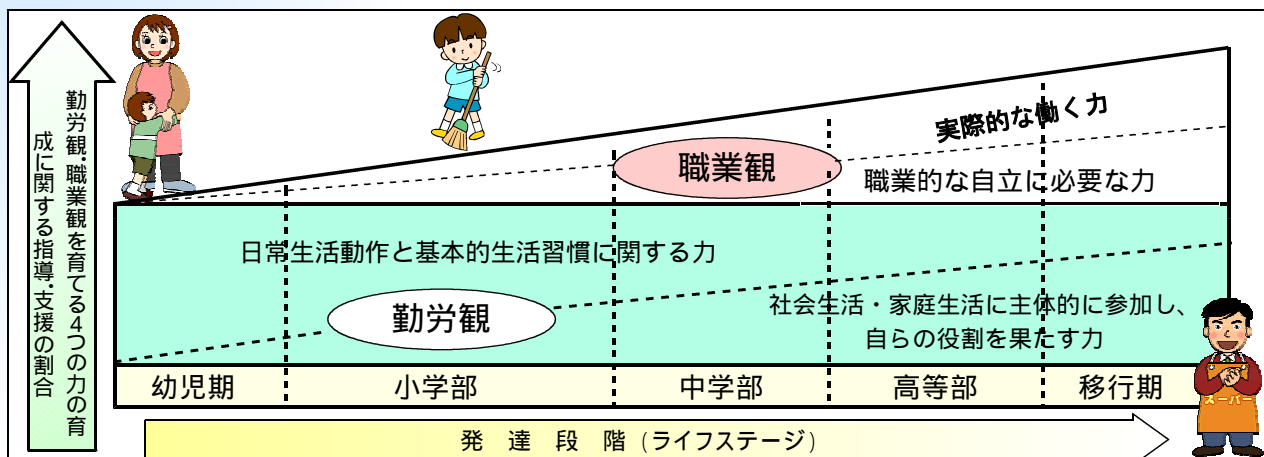 勤労観・職業観を育てる4つの力の育
成に関する指導・支援の割合
実際的な働く力
職業観
職業的な自立に必要な力
日常生活動作と基本的生活習慣に関する力
勤労観
社会生活・家庭生活に主体的に参加し、
自らの役割を果たす力
幼児期
小学部
中学部
高等部
移行期
スーパー
発達段階(ライフステージ)